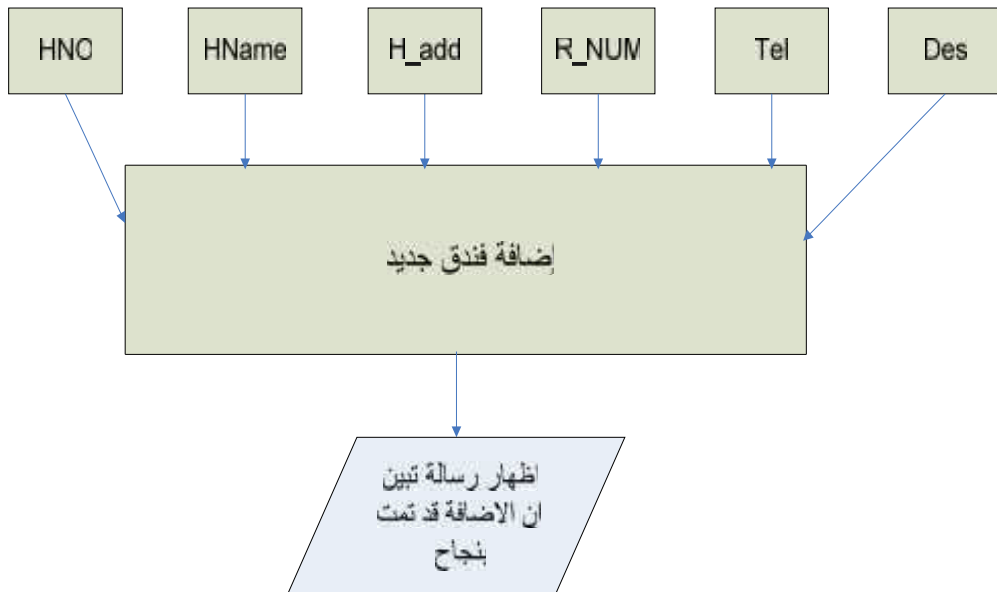 HNO
HName
H_add
R_NUM
Tel
Des
إضافة فندق جديد
اظهار رسالة تبين
ان الاضافة قد تمت
بنجاح